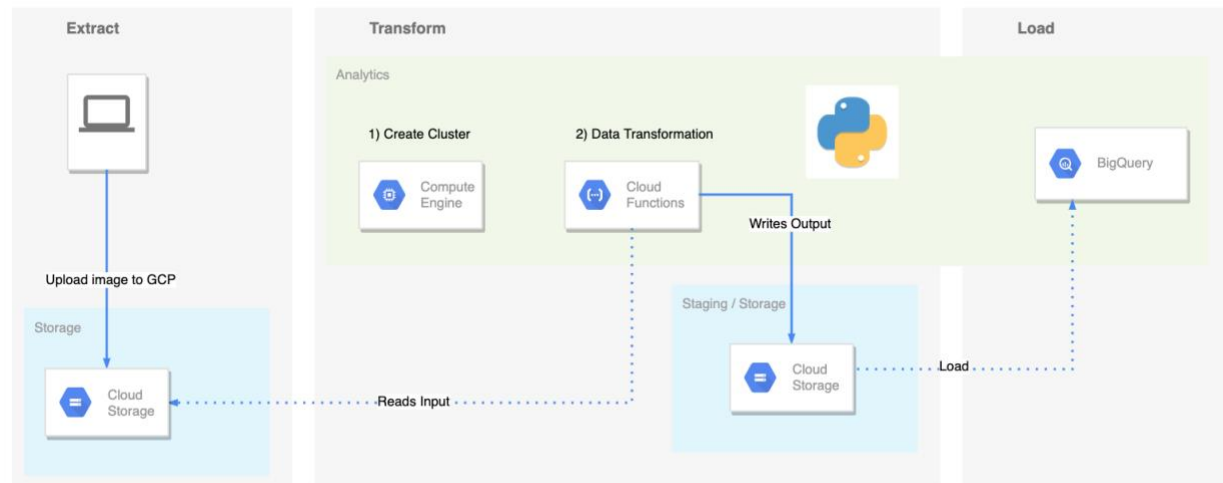 Extract
Transform
Load
Analytics
1) Create Cluster
2) Data Transformation
Compute
Engine
Cloud
Functions
BigQuery
Writes Output
Upload image to GCP
Storage
Staging / Storage
Cloud
Storage
Cloud
Storage
Load
Reads Input